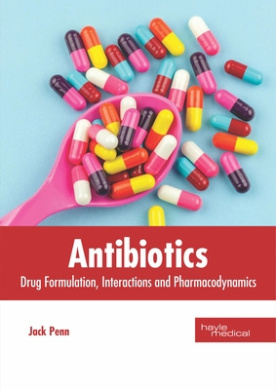 Antibiotics
Drug Formulation, Interactions and Pharmacodynamics
Jack Penn
hayle
medical